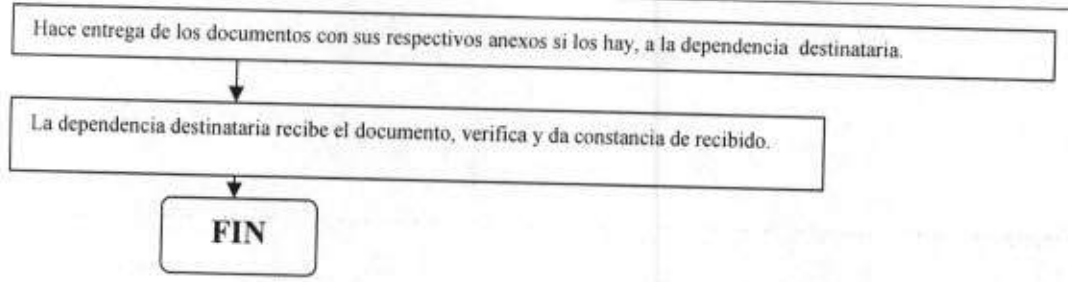 Hace entrega de los documentos con sus respectivos anexos si los hay, a la dependencia destinataria.
La dependencia destinataria recibe el documento, verifica y da constancia de recibido.
FIN